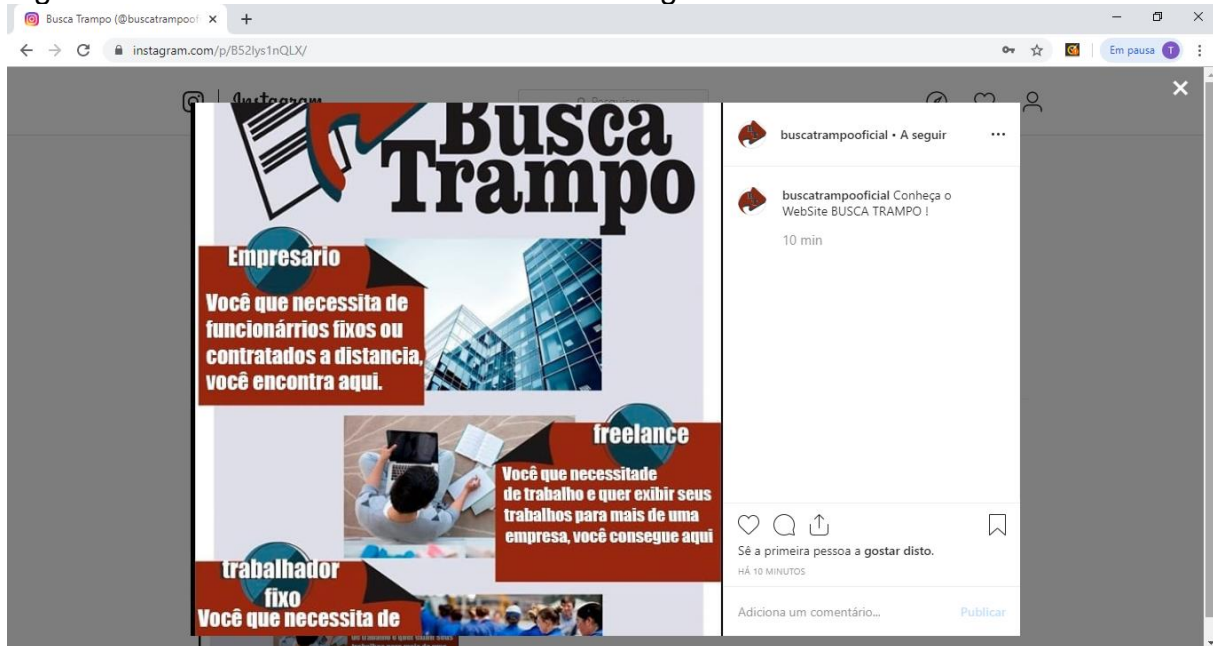 Busca Trampo (@buscatrampoof
instagram.com/p/B52lys1nQLX/
Em pausa
T
Instagram
Busca
Trampo
Empresario
Você que necessita de
funcionárrios fixos ou
contratados a distancia,
você encontra aqui.
freelance
Você que necessitade
de trabalho e quer exibir seus
trabalhos para mais de uma
empresa, você consegue aqui
trabalhador
fixo
Você que necessita de
buscatrampooficial • A seguir
buscatrampooficial Conheça o
WebSite BUSCA TRAMPO !
10 min
Sê a primeira pessoa a gostar disto.
HÁ 10 MINUTOS
Adiciona um comentário...
Publicar